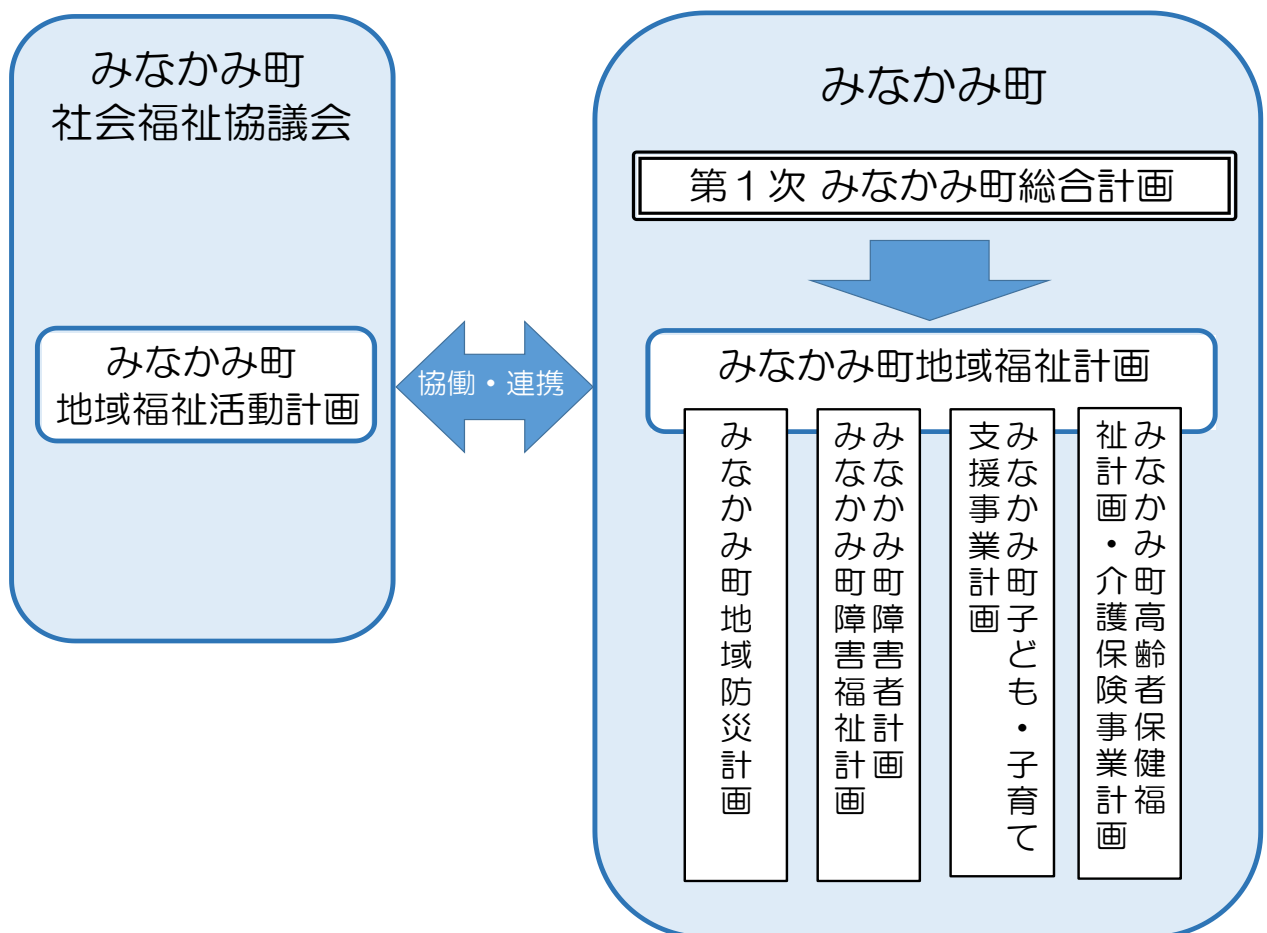 みなかみ町
社会福祉協議会
みなかみ町
地域福祉活動計画
協働・連携
みなかみ町
第１次 みなかみ町総合計画
みなかみ町地域福祉計画
みなかみ町高齢者保健福
祉計画・介護保険事業計画
みなかみ町子ども・子育て
支援事業計画
みなかみ町障害者計画
みなかみ町障害福祉計画
みなかみ町地域防災計画